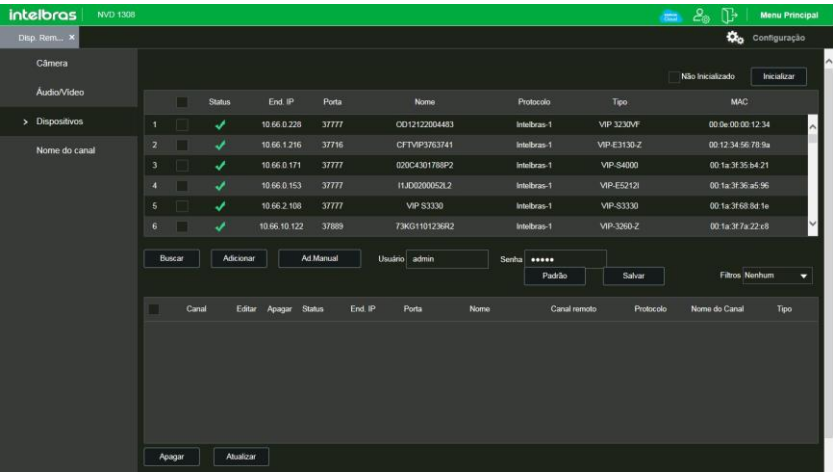 intelbras NVD 1308 Menu Principal
Disp. Rem... × Configuração
Câmera
Áudio/Vídeo
> Dispositivos
Nome do canal
Não Inicializado Inicializar
Status End. IP Porta Nome Protocolo Tipo MAC
1 10.66.0.228 37777 OD12122004483 Intelbras-1 VIP 3230VF 00:0e:00:00:12:34
2 10.66.1.216 37716 CFTVIP3763741 Intelbras-1 VIP-E3130-Z 00:12:34:56:78:9a
3 10.66.0.171 37777 020C4301788P2 Intelbras-1 VIP-S4000 00:1a:3f:35:b4:21
4 10.66.0.153 37777 I1JD0200052L2 Intelbras-1 VIP-E5212I 00:1a:3f:36:a5:96
5 10.66.2.108 37777 VIP S3330 Intelbras-1 VIP-S3330 00:1a:3f:68:8d:1e
6 10.66.10.122 37889 73KG1101236R2 Intelbras-1 VIP-3260-Z 00:1a:3f:7a:22:c8
Buscar Adicionar Ad.Manual Usuário admin Senha •••••
Padrão Salvar Filtros Nenhum
Canal Editar Apagar Status End. IP Porta Nome Canal remoto Protocolo Nome do Canal Tipo
Apagar Atualizar